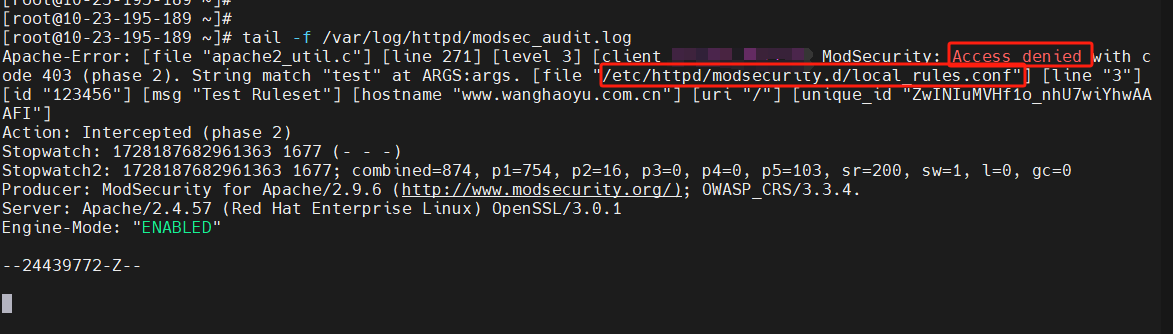 [root@10-23-195-189 ~]#
[root@10-23-195-189 ~]#
[root@10-23-195-189 ~]# tail -f /var/log/httpd/modsec_audit.log
Apache-Error: [file "apache2_util.c"] [line 271] [level 3] [client ModSecurity: Access denied with c
ode 403 (phase 2). String match "test" at ARGS:args. [file "/etc/httpd/modsecurity.d/local_rules.conf"] [line "3"]
[id "123456"] [msg "Test Ruleset"] [hostname "www.wanghaoyu.com.cn"] [uri "/"] [unique_id "ZwINIuMVHf1o_nhU7wiYhwAA
AFI"]
Action: Intercepted (phase 2)
Stopwatch: 1728187682961363 1677 (- - -)
Stopwatch2: 1728187682961363 1677; combined=874, p1=754, p2=16, p3=0, p4=0, p5=103, sr=200, sw=1, l=0, gc=0
Producer: ModSecurity for Apache/2.9.6 (http://www.modsecurity.org/); OWASP_CRS/3.3.4.
Server: Apache/2.4.57 (Red Hat Enterprise Linux) OpenSSL/3.0.1
Engine-Mode: "ENABLED"
--24439772-Z--